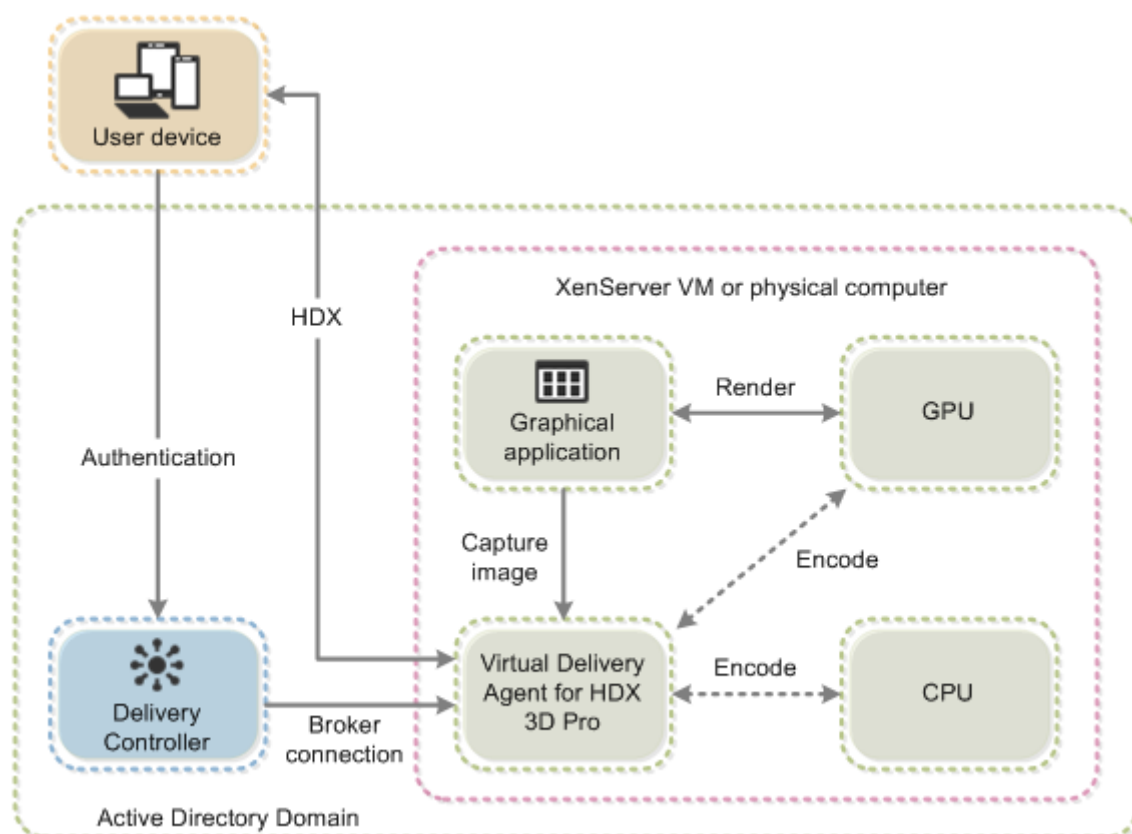 User device
XenServer VM or physical computer
HDX
Graphical
application
Render
GPU
Authentication
Capture
image
Encode
Delivery
Controller
Broker
connection
Virtual Delivery
Agent for HDX
3D Pro
Encode
CPU
Active Directory Domain